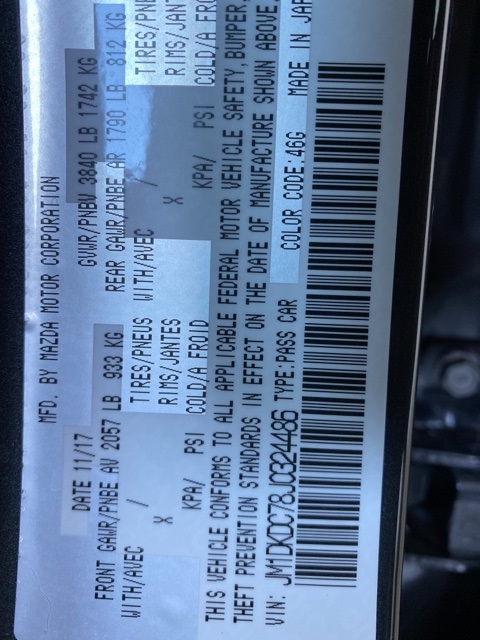 MFD. BY MAZDA MOTOR CORPORATION
DATE 11/17 GVWR/PNBV 3840 LB 1742 KG
FRONT GAWR/PNBE AV 2057 LB 933 KG REAR GAWR/PNBE AR 1790 LB 812 KG
WITH/AVEC / TIRES/PNEUS WITH/AVEC / TIRES/PNE
X RIMS/JANTES X RIMS/JANT
KPA/ PSI COLD/A FROID KPA/ PSI COLD/A FRO
THIS VEHICLE CONFORMS TO ALL APPLICABLE FEDERAL MOTOR VEHICLE SAFETY, BUMPER,
THEFT PREVENTION STANDARDS IN EFFECT ON THE DATE OF MANUFACTURE SHOWN ABOVE.
VIN: JM1DKDC78J0324486 TYPE:PASS CAR COLOR CODE:46G MADE IN JAP